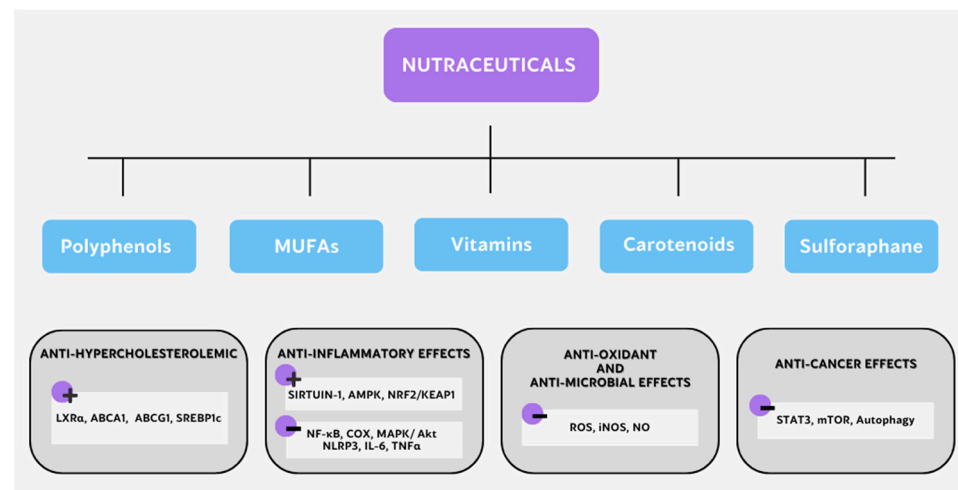 NUTRACEUTICALS
Polyphenols
MUFAs
Vitamins
Carotenoids
Sulforaphane
ANTI-HYPERCHOLESTEROLEMIC
+
LXRα, ABCA1, ABCG1, SREBP1c
ANTI-INFLAMMATORY EFFECTS
+
SIRTUIN-1, AMPK, NRF2/KEAP1
-
NF-κB, COX, MAPK/ Akt
NLRP3, IL-6, TNFα
ANTI-OXIDANT
AND
ANTI-MICROBIAL EFFECTS
-
ROS, iNOS, NO
ANTI-CANCER EFFECTS
-
STAT3, mTOR, Autophagy